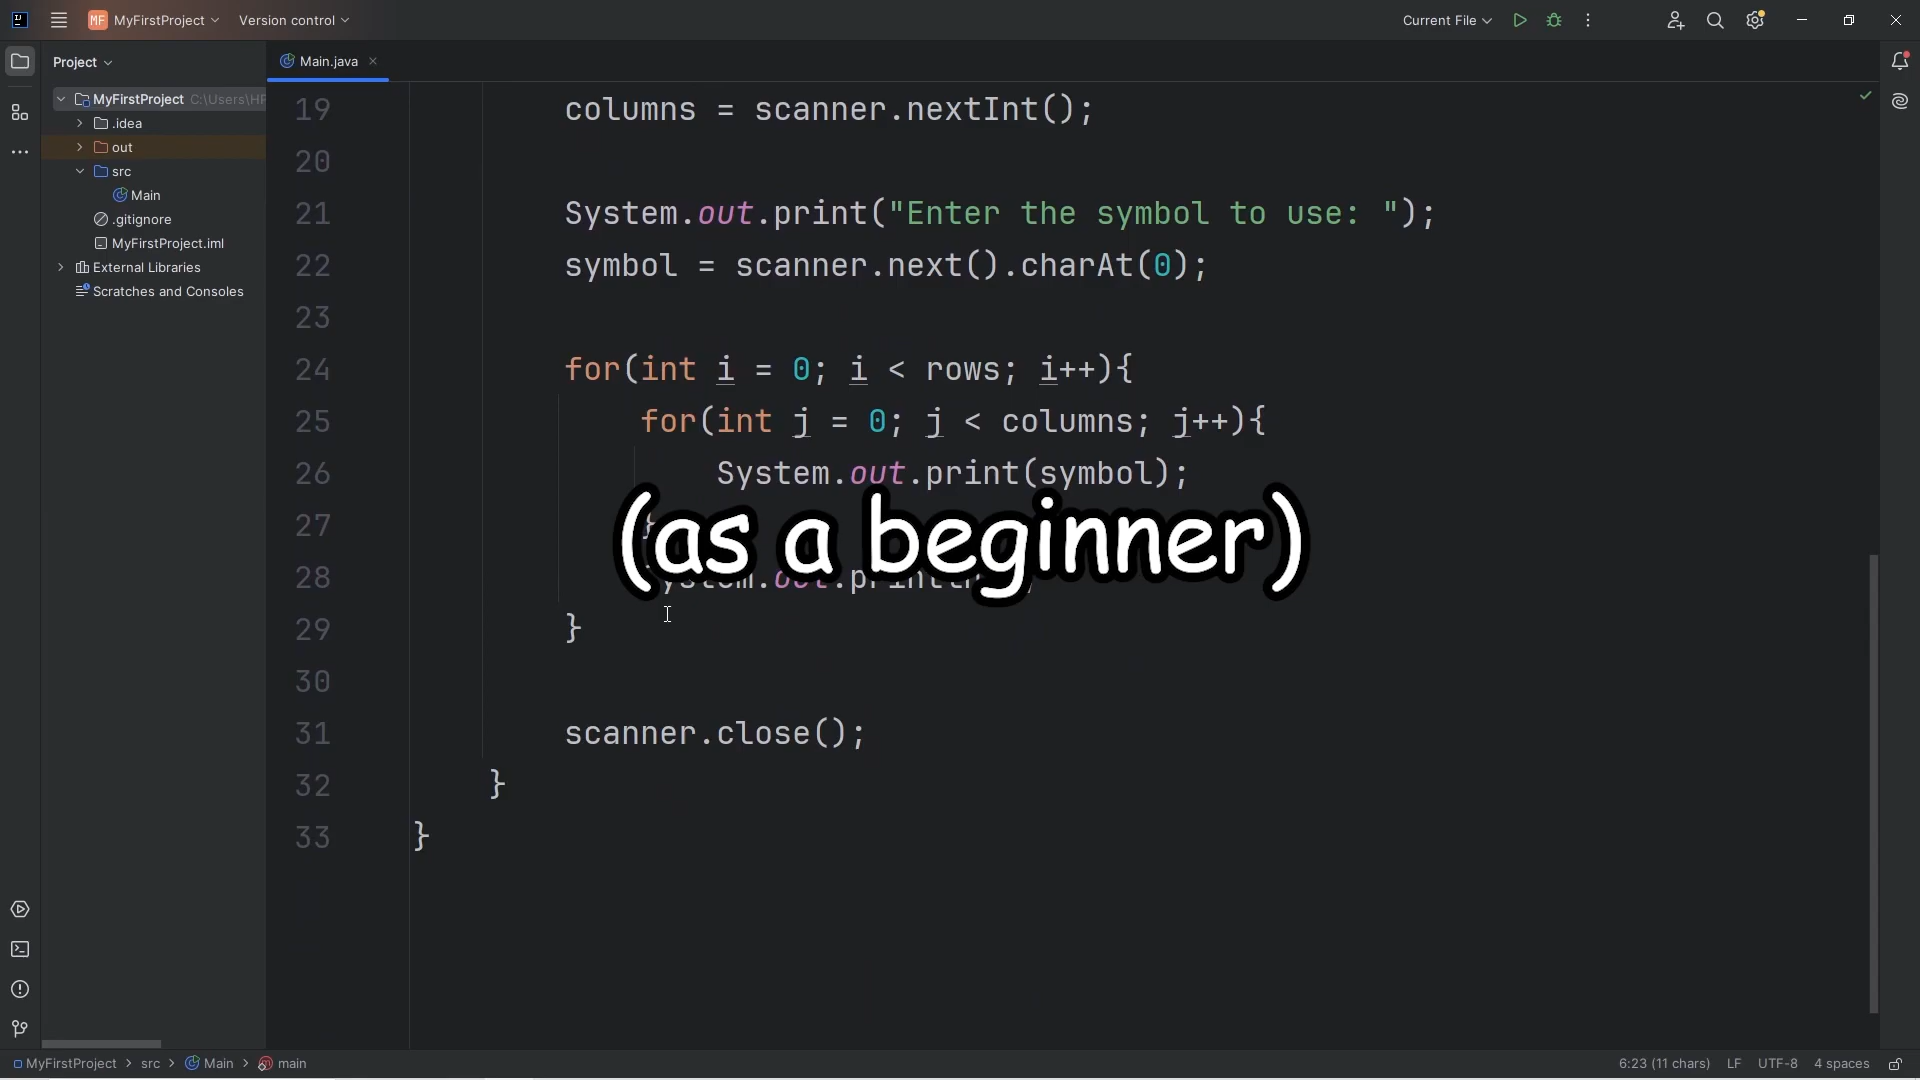 MF MyFirstProject Version control Current File
Project
Main.java
MyFirstProject C:\Users\HP
.idea
out
src
Main
.gitignore
MyFirstProject.iml
External Libraries
Scratches and Consoles
19 columns = scanner.nextInt();
20
21 System.out.print("Enter the symbol to use: ");
22 symbol = scanner.next().charAt(0);
23
24 for(int i = 0; i < rows; i++){
25 for(int j = 0; j < columns; j++){
26 System.out.print(symbol);
27 }
(as a beginner)
28 System.out.println
29 }
30
31 scanner.close();
32 }
33 }
MyFirstProject > src > Main > main 6:23 (11 chars) LF UTF-8 4 spaces